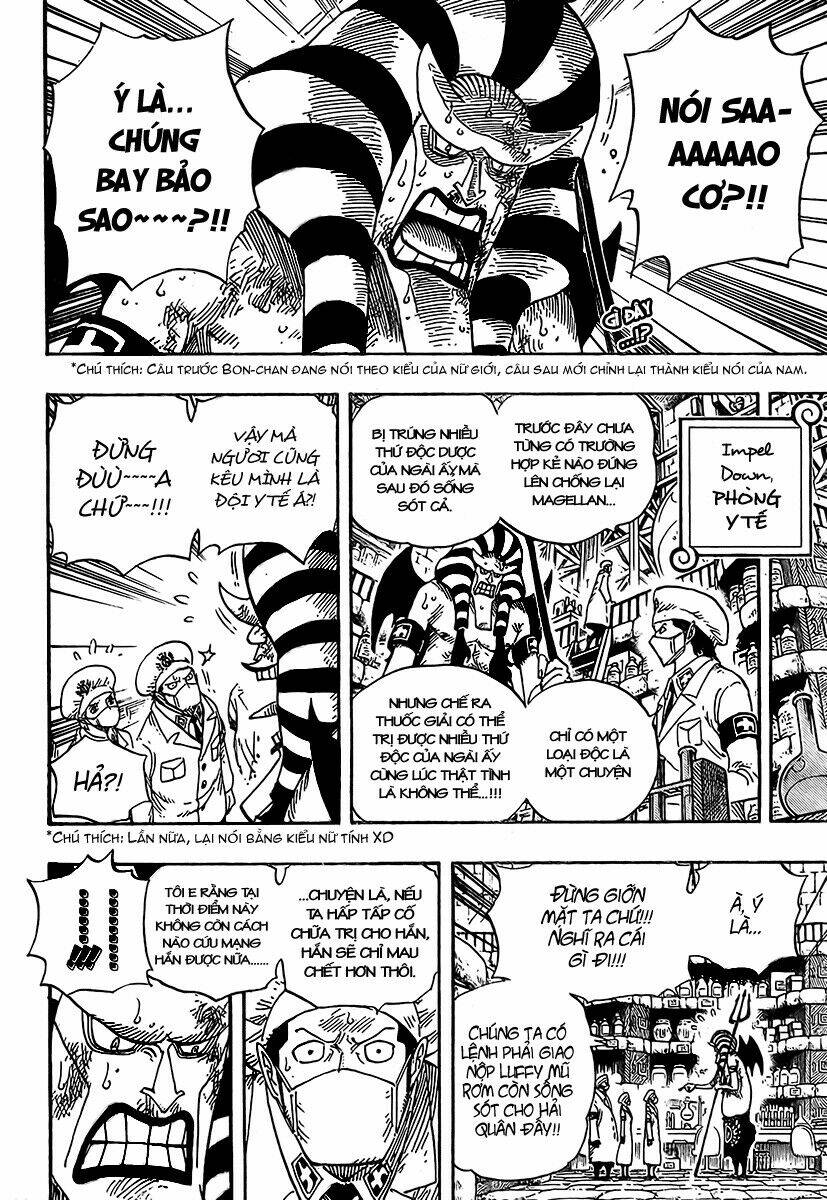 NÓI SAA-
AAAAAO
CƠ?!!
Ý LÀ...
CHÚNG
BAY BẢO
SAO~~~?!!
GÌ ĐÂY
...!?
*CHÚ THÍCH: CÂU TRƯỚC BON-CHAN ĐANG NÓI THEO KIỂU CỦA NỮ GIỚI, CÂU SAU MỚI CHỈNH LẠI THÀNH KIỂU NÓI CỦA NAM.
Impel
Down,
PHÒNG
Y TẾ
TRƯỚC ĐÂY CHƯA
TỪNG CÓ TRƯỜNG
HỢP KẺ NÀO ĐỨNG
LÊN CHỐNG LẠI
MAGELLAN...
BỊ TRÚNG NHIỀU
THỨ ĐỘC DƯỢC
CỦA NGÀI ẤY MÀ
SAU ĐÓ SỐNG
SÓT CẢ.
CHỈ CÓ MỘT
LOẠI ĐỘC LÀ
MỘT CHUYỆN
NHƯNG CHẾ RA
THUỐC GIẢI CÓ THỂ
TRỊ ĐƯỢC NHIỀU THỨ
ĐỘC CỦA NGÀI ẤY
CÙNG LÚC THẬT TÌNH
LÀ KHÔNG THỂ...!!!
VẬY MÀ
NGƯƠI CŨNG
KÊU MÌNH LÀ
ĐỘI Y TẾ Á?!
ĐỪNG
ĐÙÙ~~~~A
CHỨ~~~!!!
HẢ?!
*CHÚ THÍCH: LẦN NỮA, LẠI NÓI BẰNG KIỂU NỮ TÍNH XD
À, Ý
LÀ...
ĐỪNG GIỠN
MẶT TA CHỨ!!!
NGHĨ RA CÁI
GÌ ĐI!!!!
CHÚNG TA CÓ
LỆNH PHẢI GIAO
NỘP LUFFY MŨ
RƠM CÒN SỐNG
SÓT CHO HẢI
QUÂN ĐẤY!!
...CHUYỆN LÀ, NẾU
TA HẤP TẤP CỐ
CHỮA TRỊ CHO HẮN,
HẮN SẼ CHỈ MAU
CHẾT HƠN THÔI.
TÔI E RẰNG TẠI
THỜI ĐIỂM NÀY
KHÔNG CÒN CÁCH
NÀO CỨU MẠNG
HẮN ĐƯỢC NỮA......